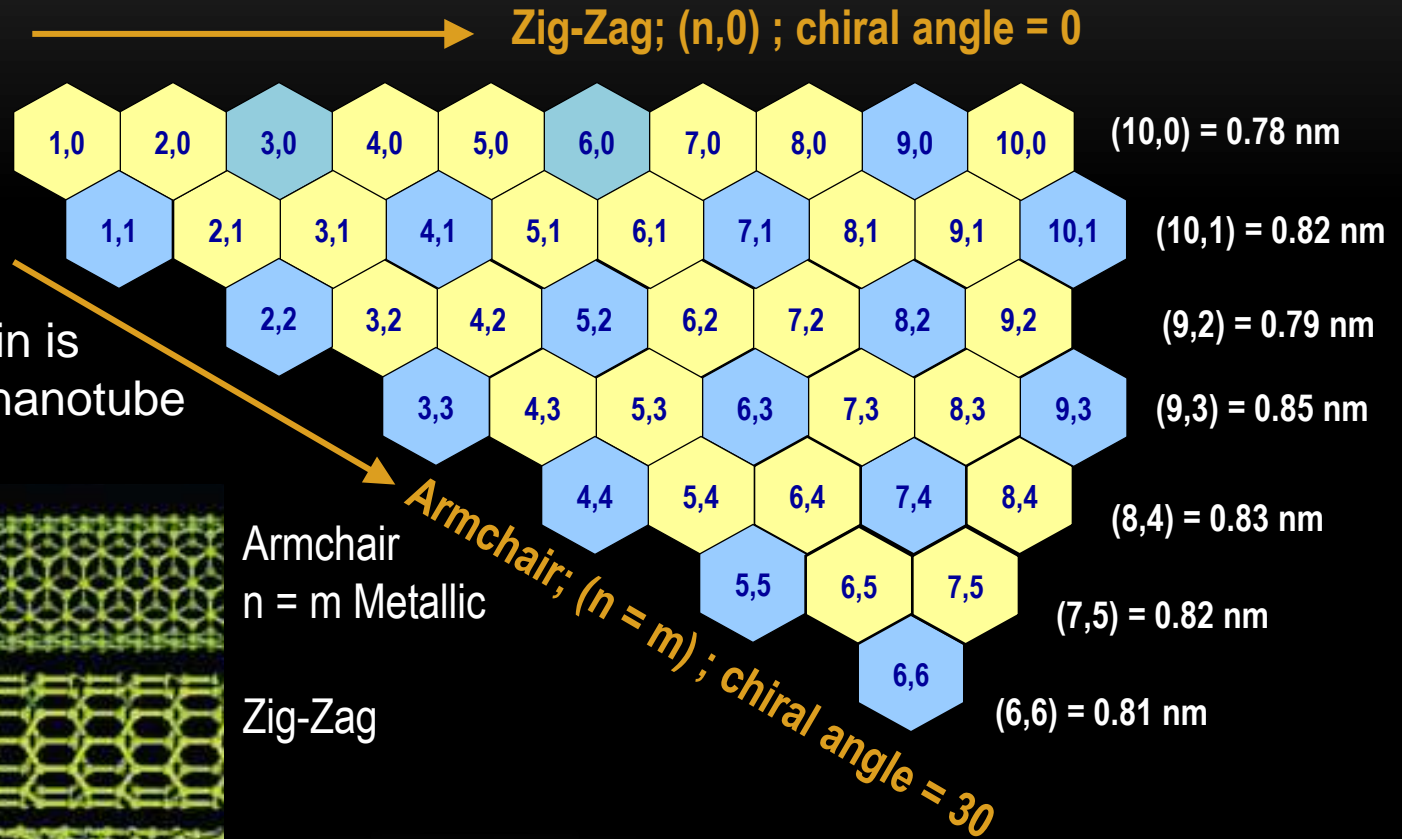 Zig-Zag; (n,0) ; chiral angle = 0
1,0 2,0 3,0 4,0 5,0 6,0 7,0 8,0 9,0 10,0 (10,0) = 0.78 nm
1,1 2,1 3,1 4,1 5,1 6,1 7,1 8,1 9,1 10,1 (10,1) = 0.82 nm
2,2 3,2 4,2 5,2 6,2 7,2 8,2 9,2 (9,2) = 0.79 nm
in is
nanotube
3,3 4,3 5,3 6,3 7,3 8,3 9,3 (9,3) = 0.85 nm
4,4 5,4 6,4 7,4 8,4 (8,4) = 0.83 nm
5,5 6,5 7,5 (7,5) = 0.82 nm
6,6 (6,6) = 0.81 nm
Armchair; (n = m) ; chiral angle = 30
Armchair
n = m Metallic
Zig-Zag